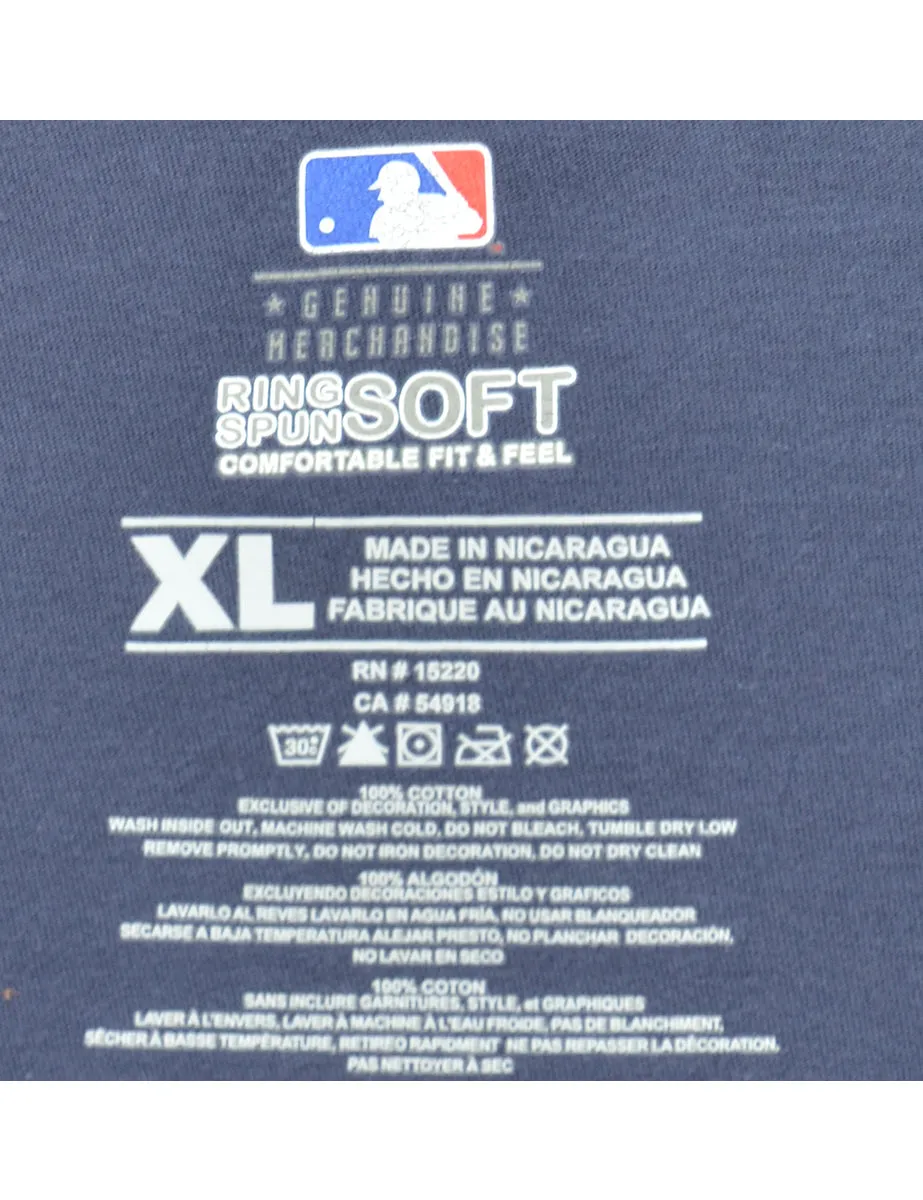 ★ GENUINE ★
MERCHANDISE
RING SPUN SOFT
COMFORTABLE FIT & FEEL
XL
MADE IN NICARAGUA
HECHO EN NICARAGUA
FABRIQUE AU NICARAGUA
RN # 15220
CA # 54918
30°
100% COTTON
EXCLUSIVE OF DECORATION, STYLE, and GRAPHICS
WASH INSIDE OUT, MACHINE WASH COLD, DO NOT BLEACH, TUMBLE DRY LOW
REMOVE PROMPTLY, DO NOT IRON DECORATION, DO NOT DRY CLEAN
100% ALGODÓN
EXCLUYENDO DECORACIONES ESTILO Y GRAFICOS
LAVARLO AL REVES LAVARLO EN AGUA FRÍA, NO USAR BLANQUEADOR
SECARSE A BAJA TEMPERATURA ALEJAR PRESTO, NO PLANCHAR DECORACIÓN,
NO LAVAR EN SECO
100% COTON
SANS INCLURE GARNITURES, STYLE, et GRAPHIQUES
LAVER À L'ENVERS, LAVER À MACHINE À L'EAU FROIDE, PAS DE BLANCHIMENT,
SÉCHER À BASSE TEMPÉRATURE, RETIREO RAPIDMENT NE PAS REPASSER LA DÉCORATION,
PAS NETTOYER À SEC